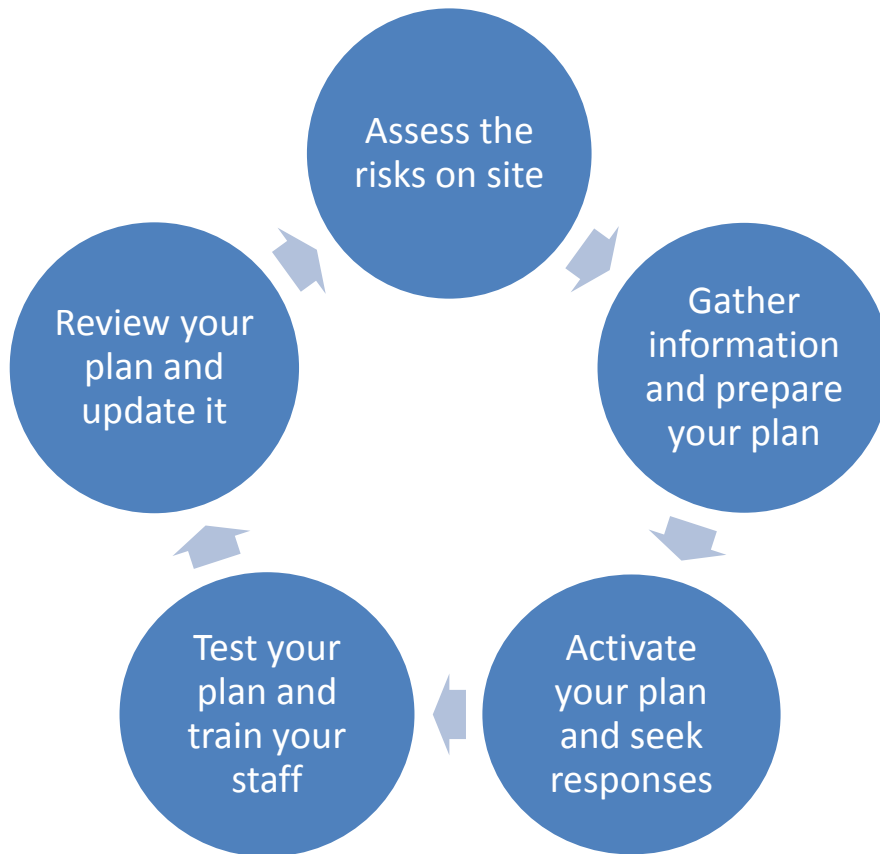 Assess the
risks on site
Gather
information
and prepare
your plan
Activate
your plan
and seek
responses
Test your
plan and
train your
staff
Review your
plan and
update it